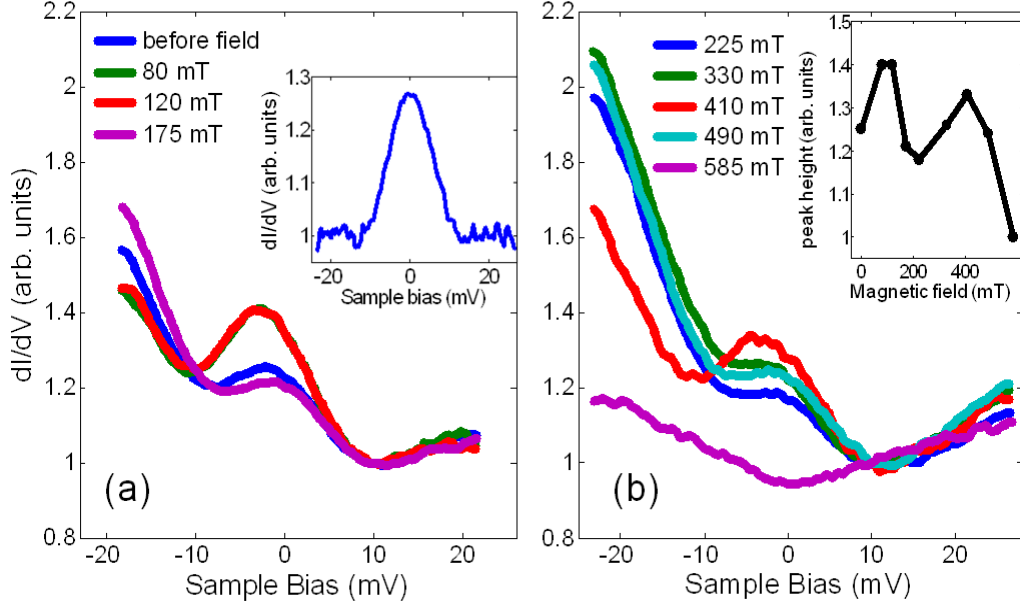 2.2
2
1.8
1.6
1.4
1.2
1
0.8
dI/dV (arb. units)
before field
80 mT
120 mT
175 mT
1.3
1.2
1.1
1
dI/dV (arb. units)
-20
0
20
Sample bias (mV)
(a)
-20
-10
0
10
20
Sample Bias (mV)
225 mT
330 mT
410 mT
490 mT
585 mT
1.5
1.4
1.3
1.2
1.1
1
peak height (arb. units)
0
200
400
Magnetic field (mT)
(b)
-20
-10
0
10
20
Sample Bias (mV)